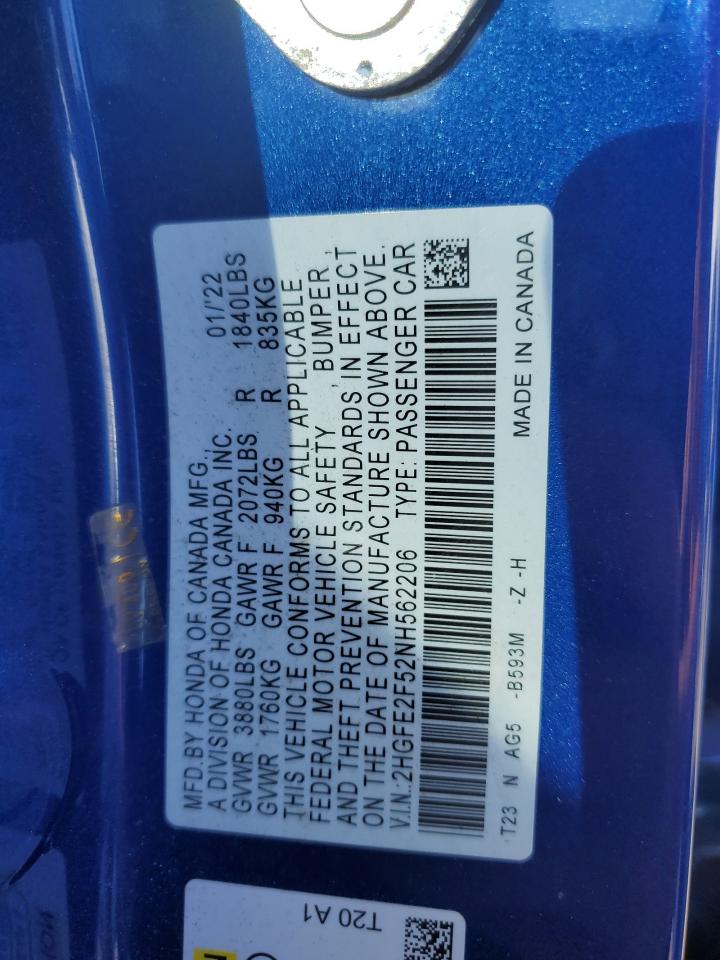 MFD.BY HONDA OF CANADA MFG.,
A DIVISION OF HONDA CANADA INC. 01/'22
GVWR 3880LBS GAWR F 2072LBS R 1840LBS
GVWR 1760KG GAWR F 940KG R 835KG
THIS VEHICLE CONFORMS TO ALL APPLICABLE
FEDERAL MOTOR VEHICLE SAFETY, BUMPER,
AND THEFT PREVENTION STANDARDS IN EFFECT
ON THE DATE OF MANUFACTURE SHOWN ABOVE.
V.I.N.:2HGFE2F52NH562206 TYPE: PASSENGER CAR
MADE IN CANADA
T23 N AG5 -B593M -Z -H
T20 A1